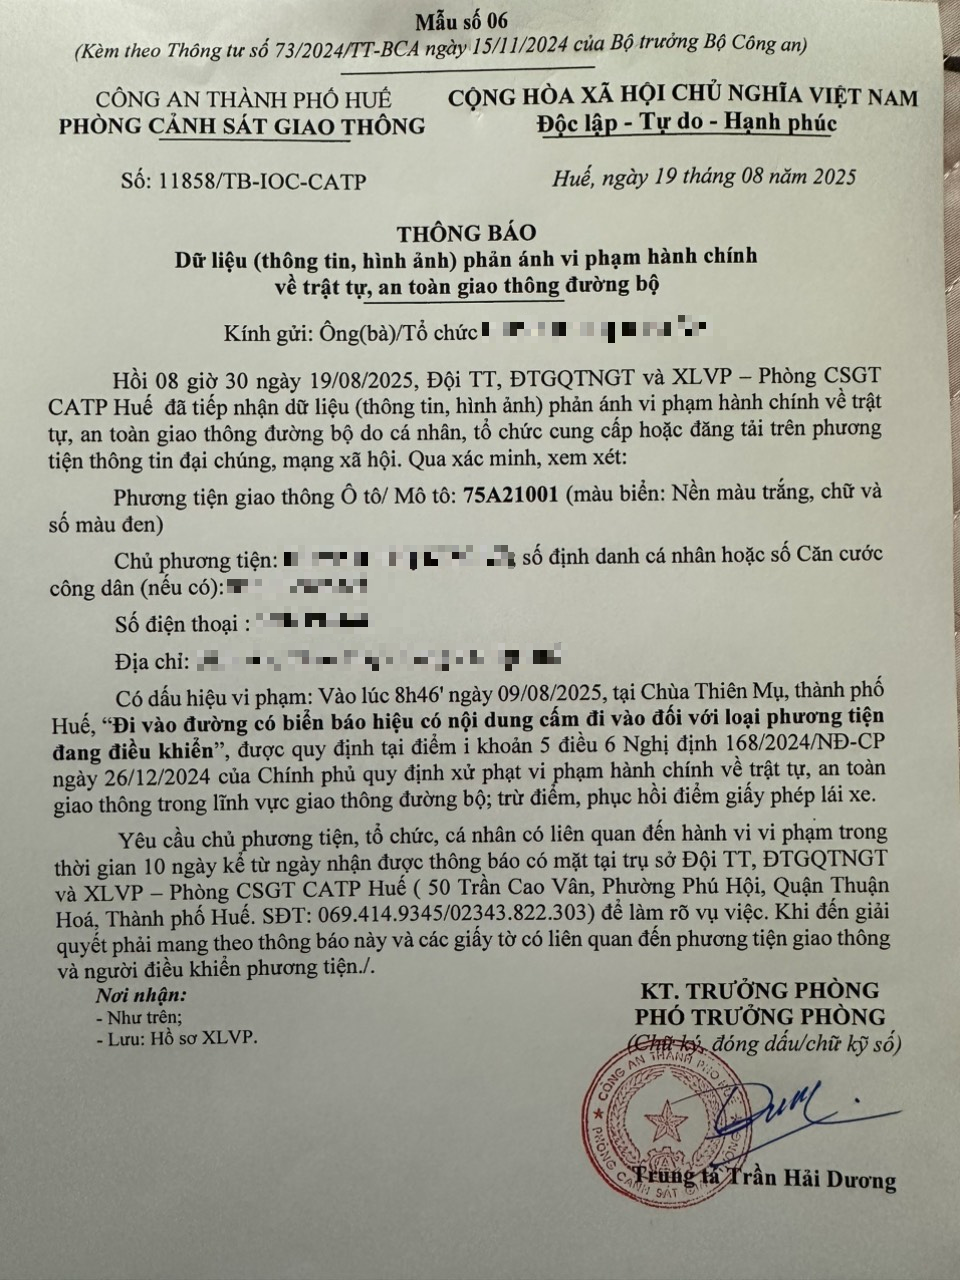 Mẫu số 06
(Kèm theo Thông tư số 73/2024/TT-BCA ngày 15/11/2024 của Bộ trưởng Bộ Công an)
CÔNG AN THÀNH PHỐ HUẾ
PHÒNG CẢNH SÁT GIAO THÔNG
CỘNG HÒA XÃ HỘI CHỦ NGHĨA VIỆT NAM
Độc lập - Tự do - Hạnh phúc
Số: 11858/TB-IOC-CATP
Huế, ngày 19 tháng 08 năm 2025
THÔNG BÁO
Dữ liệu (thông tin, hình ảnh) phản ánh vi phạm hành chính
về trật tự, an toàn giao thông đường bộ
Kính gửi: Ông(bà)/Tổ chức
Hồi 08 giờ 30 ngày 19/08/2025, Đội TT, ĐTGQTNGT và XLVP – Phòng CSGT
CATP Huế đã tiếp nhận dữ liệu (thông tin, hình ảnh) phản ánh vi phạm hành chính về trật
tự, an toàn giao thông đường bộ do cá nhân, tổ chức cung cấp hoặc đăng tải trên phương
tiện thông tin đại chúng, mạng xã hội. Qua xác minh, xem xét:
Phương tiện giao thông Ô tô/ Mô tô: 75A21001 (màu biển: Nền màu trắng, chữ và
số màu đen)
Chủ phương tiện: số định danh cá nhân hoặc số Căn cước
công dân (nếu có):
Số điện thoại :
Địa chỉ:
Có dấu hiệu vi phạm: Vào lúc 8h46' ngày 09/08/2025, tại Chùa Thiên Mụ, thành phố
Huế, “Đi vào đường có biển báo hiệu có nội dung cấm đi vào đối với loại phương tiện
đang điều khiển”, được quy định tại điểm i khoản 5 điều 6 Nghị định 168/2024/NĐ-CP
ngày 26/12/2024 của Chính phủ quy định xử phạt vi phạm hành chính về trật tự, an toàn
giao thông trong lĩnh vực giao thông đường bộ; trừ điểm, phục hồi điểm giấy phép lái xe.
Yêu cầu chủ phương tiện, tổ chức, cá nhân có liên quan đến hành vi vi phạm trong
thời gian 10 ngày kể từ ngày nhận được thông báo có mặt tại trụ sở Đội TT, ĐTGQTNGT
và XLVP – Phòng CSGT CATP Huế ( 50 Trần Cao Vân, Phường Phú Hội, Quận Thuận
Hoá, Thành phố Huế. SĐT: 069.414.9345/02343.822.303) để làm rõ vụ việc. Khi đến giải
quyết phải mang theo thông báo này và các giấy tờ có liên quan đến phương tiện giao thông
và người điều khiển phương tiện./.
Nơi nhận:
- Như trên;
- Lưu: Hồ sơ XLVP.
KT. TRƯỞNG PHÒNG
PHÓ TRƯỞNG PHÒNG
(Chữ ký, đóng dấu/chữ kỹ số)
CÔNG AN THÀNH PHỐ HUẾ
PHÒNG CẢNH SÁT GIAO THÔNG
Trung tá Trần Hải Dương